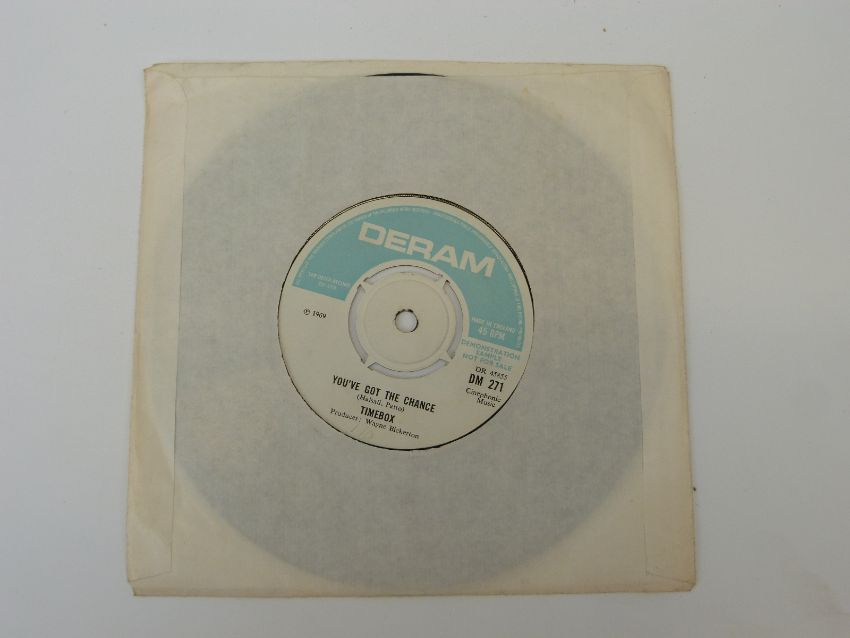 DERAM
MADE IN ENGLAND
45 RPM
DEMONSTRATION
SAMPLE
NOT FOR SALE
℗ 1969
DR 45455
DM 271
Cinephonic
Music
YOU'VE GOT THE CHANCE
(Halsall, Patto)
TIMEBOX
Producer: Wayne Bickerton